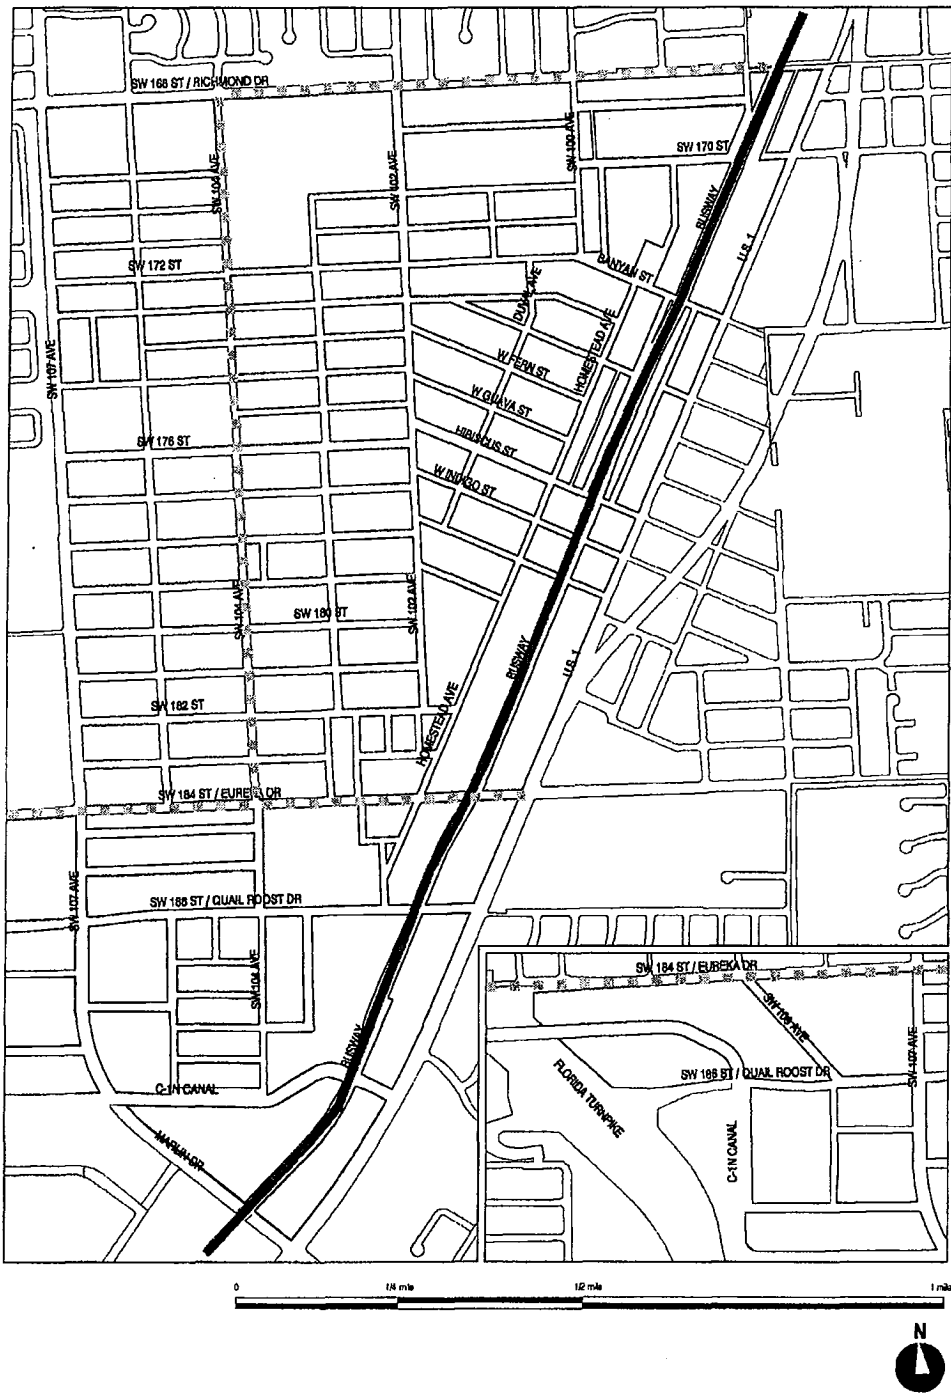 SW 168 ST / RICHMOND DR
SW 100 AVE
SW 170 ST
SW 104 AVE
SW 102 AVE
BUSWAY
U.S. 1
SW 172 ST
BANYAN ST
DUVAL AVE
HOMESTEAD AVE
SW 107 AVE
W. FERN ST
W GUAVA ST
SW 176 ST
HIBISCUS ST
W INDIGO ST
SW 104 AVE
SW 180 ST
SW 102 AVE
BUSWAY
U.S. 1
SW 182 ST
HOMESTEAD AVE
SW 184 ST / EUREKA DR
SW 107 AVE
SW 186 ST / QUAIL ROOST DR
SW 104 AVE
BUSWAY
C-1N CANAL
MARLIN DR
SW 184 ST / EUREKA DR
SW 107 AVE
FLORIDA TURNPIKE
SW 186 ST / QUAIL ROOST DR
C-1N CANAL
0 1/4 mile 1/2 mile 1 mile
N